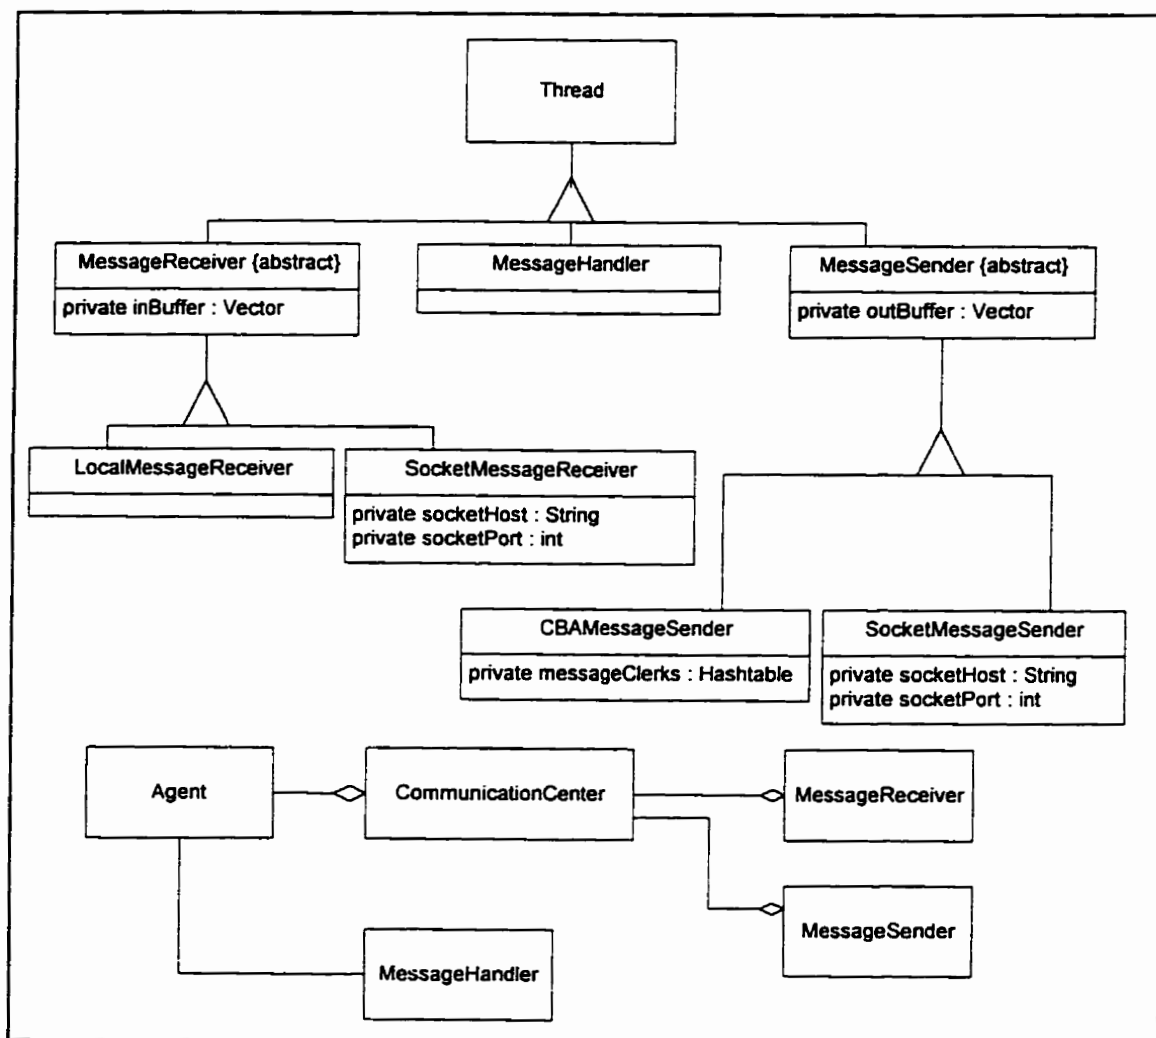 Thread
MessageReceiver {abstract}
private inBuffer : Vector
MessageHandler
MessageSender {abstract}
private outBuffer : Vector
LocalMessageReceiver
SocketMessageReceiver
private socketHost : String
private socketPort : int
CBAMessageSender
private messageClerks : Hashtable
SocketMessageSender
private socketHost : String
private socketPort : int
Agent
CommunicationCenter
MessageReceiver
MessageSender
MessageHandler